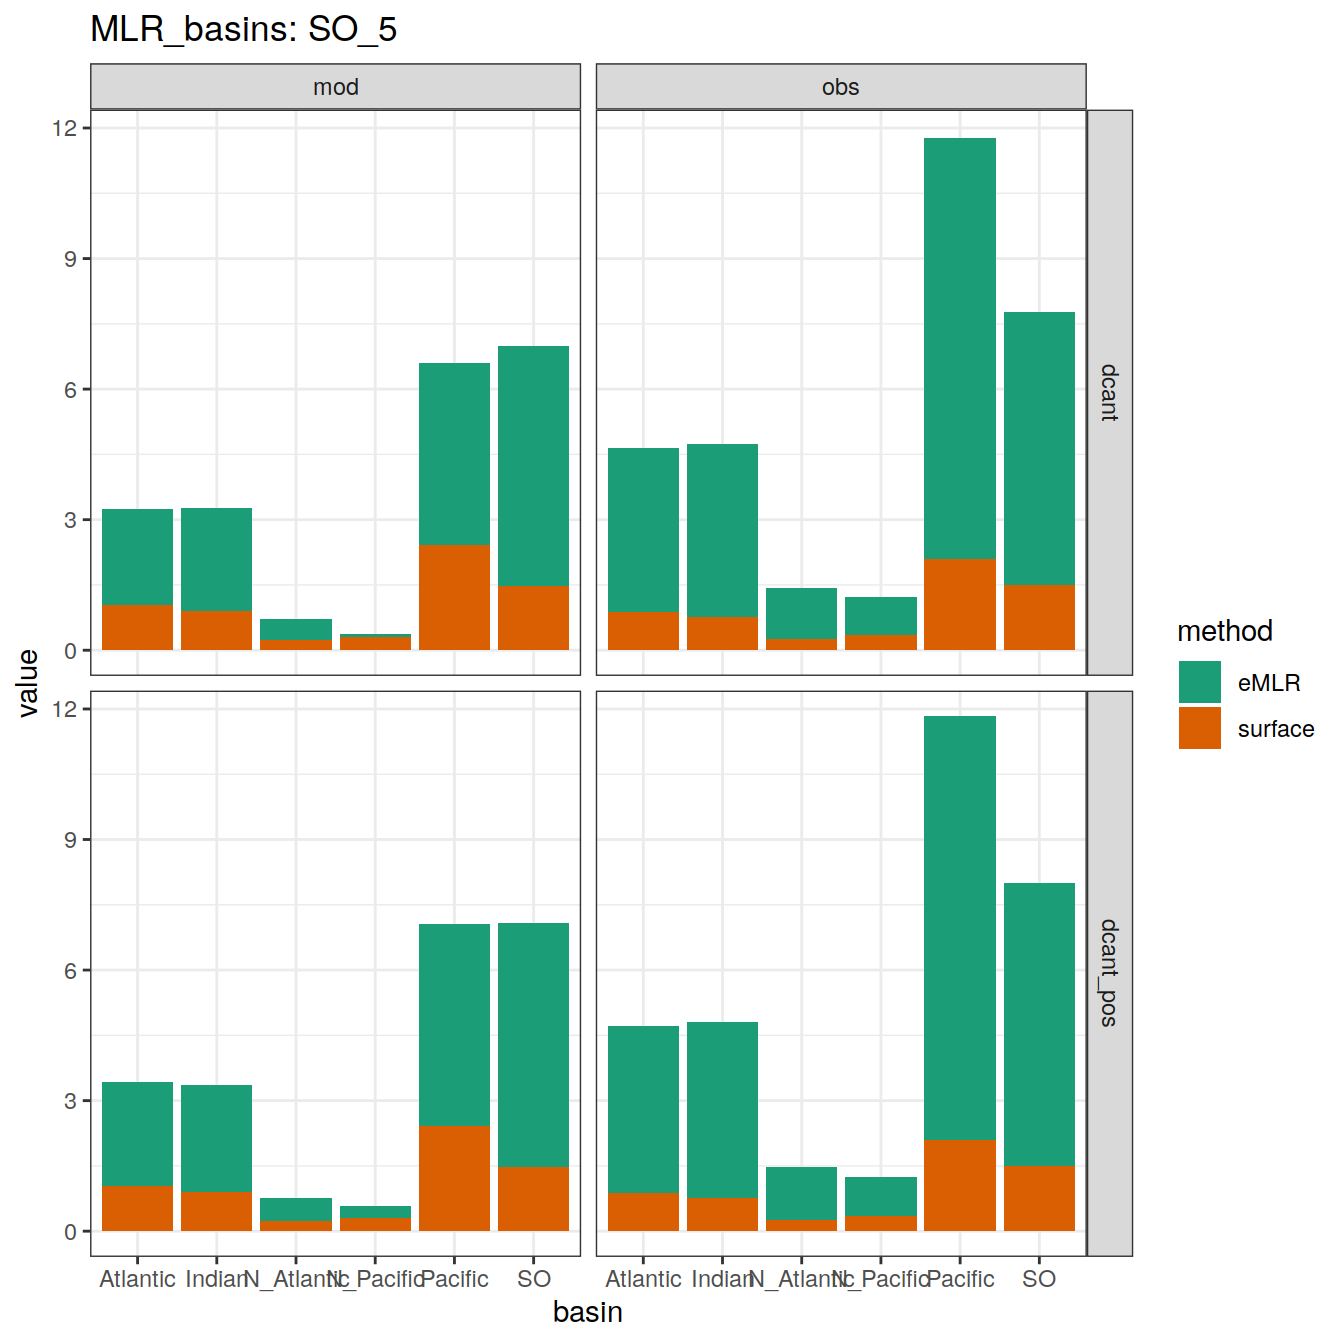 MLR_basins: SO_5
mod
obs
12
9
6
3
0
dcant
12
9
6
3
0
dcant_pos
value
Atlantic Indian N_Atlantic N_Pacific Pacific SO
Atlantic Indian N_Atlantic N_Pacific Pacific SO
basin
method
eMLR
surface